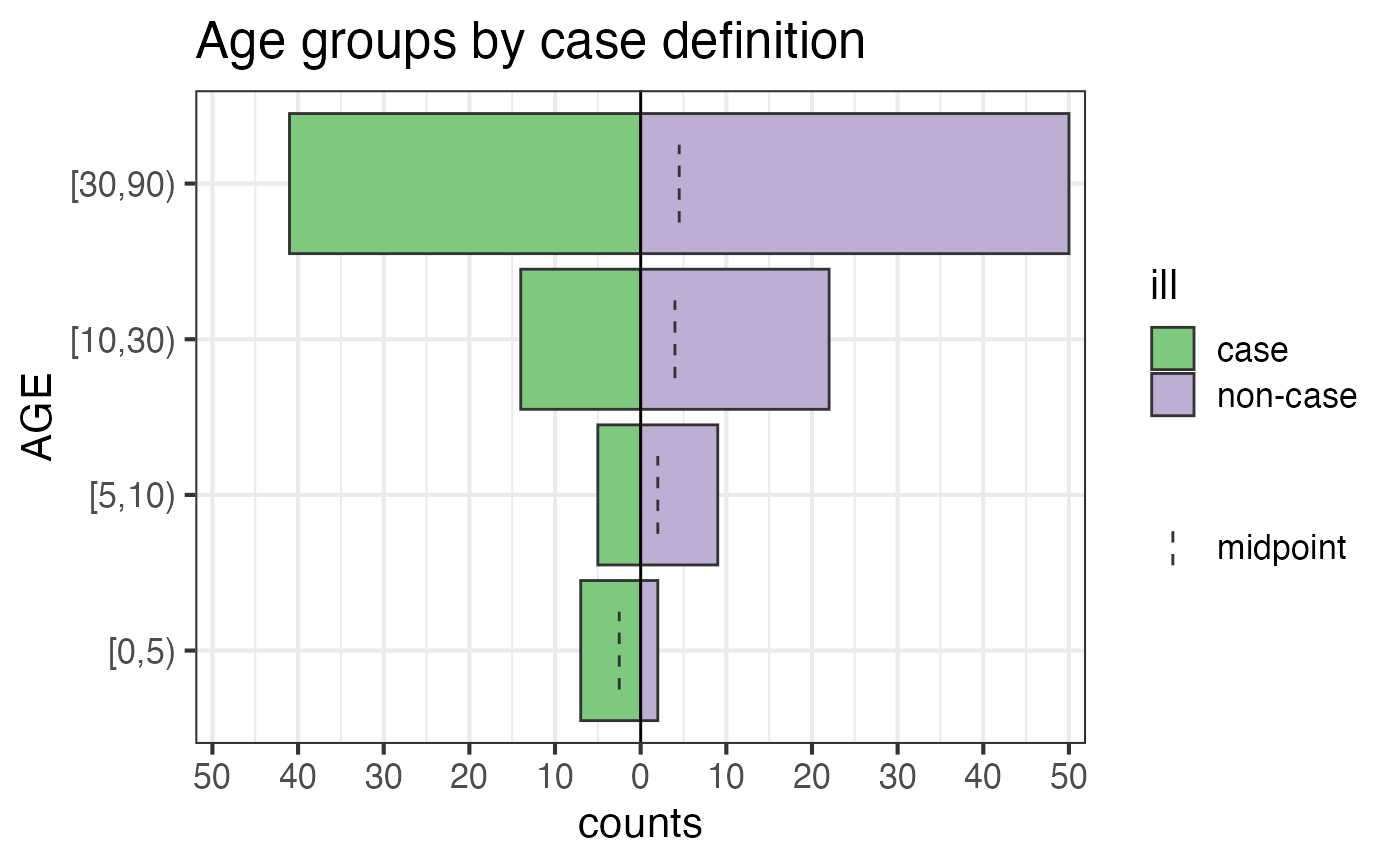 Age groups by case definition
AGE
[30,90)
[10,30)
[5,10)
[0,5)
50 40 30 20 10 0 10 20 30 40 50
counts
ill
case
non-case
midpoint